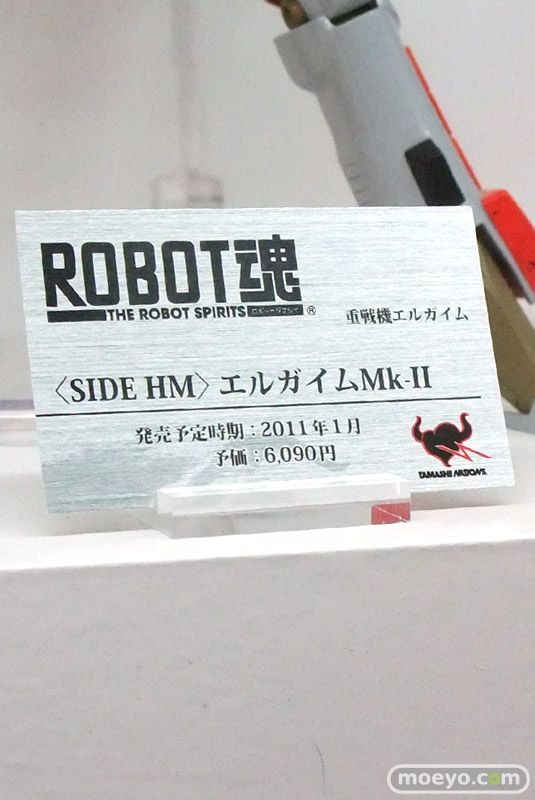 ROBOT魂
THE ROBOT SPIRITS ®
重戦機エルガイム
〈SIDE HM〉エルガイムMk-II
発売予定時期：2011年1月
予価：6,090円
TAMASHII NATIONS
moeyo.com